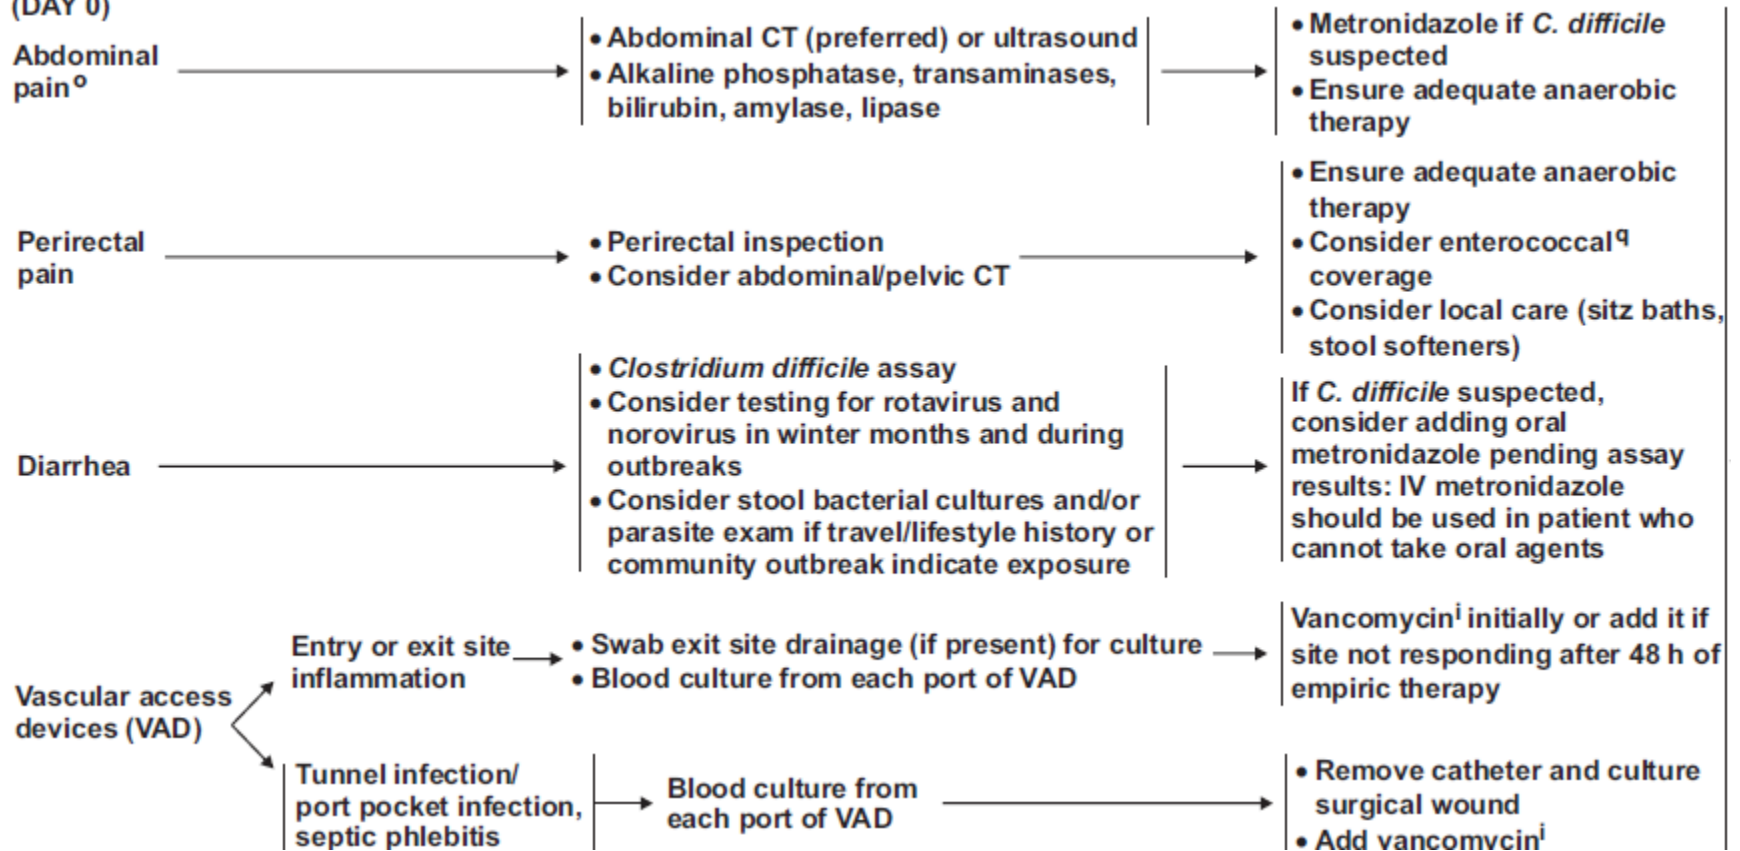 (DAY 0)
Abdominal
painº
• Abdominal CT (preferred) or ultrasound
• Alkaline phosphatase, transaminases,
bilirubin, amylase, lipase
• Metronidazole if C. difficile
suspected
• Ensure adequate anaerobic
therapy
Perirectal
pain
• Perirectal inspection
• Consider abdominal/pelvic CT
• Ensure adequate anaerobic
therapy
• Consider enterococcal^q
coverage
• Consider local care (sitz baths,
stool softeners)
Diarrhea
• Clostridium difficile assay
• Consider testing for rotavirus and
norovirus in winter months and during
outbreaks
• Consider stool bacterial cultures and/or
parasite exam if travel/lifestyle history or
community outbreak indicate exposure
If C. difficile suspected,
consider adding oral
metronidazole pending assay
results: IV metronidazole
should be used in patient who
cannot take oral agents
Vascular access
devices (VAD)
Entry or exit site
inflammation
• Swab exit site drainage (if present) for culture
• Blood culture from each port of VAD
Vancomycin^i initially or add it if
site not responding after 48 h of
empiric therapy
Tunnel infection/
port pocket infection,
septic phlebitis
Blood culture from
each port of VAD
• Remove catheter and culture
surgical wound
• Add vancomycin^i